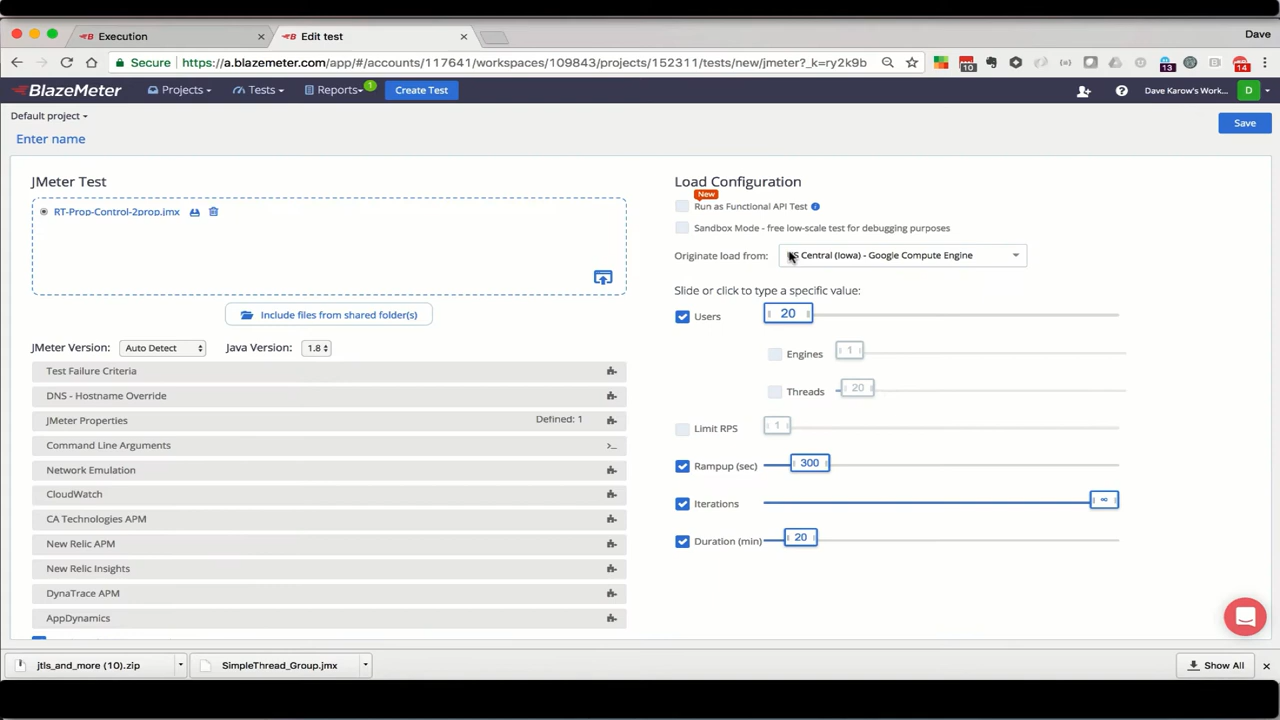 Execution
Edit test
Dave
Secure https://a.blazemeter.com/app/#/accounts/117641/workspaces/109843/projects/152311/tests/new/jmeter?_k=ry2k9b
10
13
14
BlazeMeter Projects Tests Reports 1 Create Test Dave Karow's Work... D
Default project
Save
Enter name
JMeter Test
RT-Prop-Control-2prop.jmx
Include files from shared folder(s)
JMeter Version: Auto Detect Java Version: 1.8
Test Failure Criteria
DNS - Hostname Override
JMeter Properties Defined: 1
Command Line Arguments >_
Network Emulation
CloudWatch
CA Technologies APM
New Relic APM
New Relic Insights
DynaTrace APM
AppDynamics
Load Configuration
New
Run as Functional API Test
Sandbox Mode - free low-scale test for debugging purposes
Originate load from: Central (Iowa) - Google Compute Engine
Slide or click to type a specific value:
Users 20
Engines 1
Threads 20
Limit RPS 1
Rampup (sec) 300
Iterations ∞
Duration (min) 20
jtls_and_more (10).zip
SimpleThread_Group.jmx
Show All